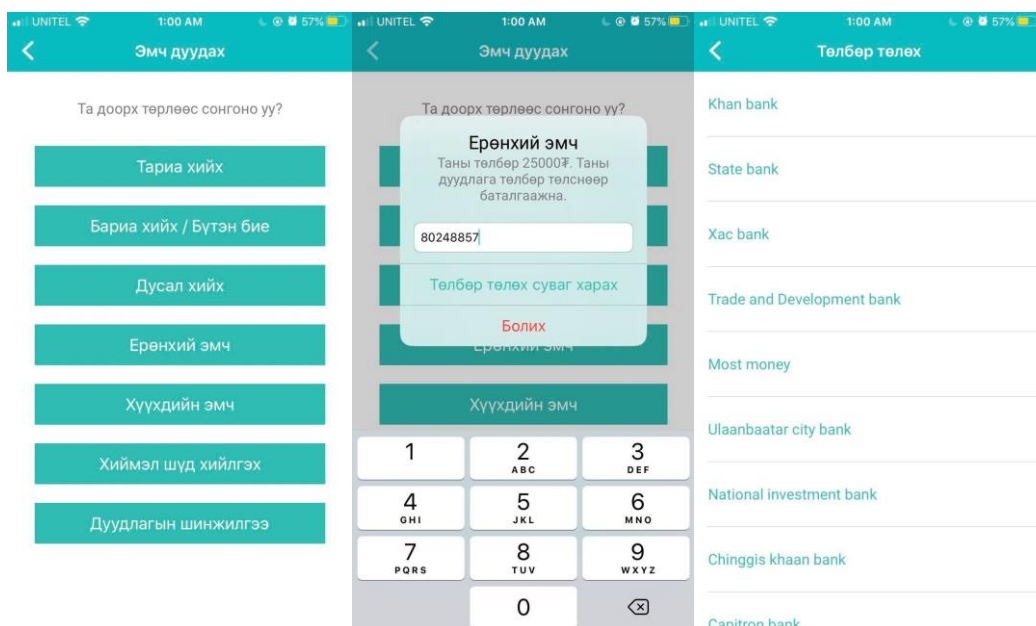 UNITEL 1:00 AM 57%
Эмч дуудах
Та доорх төрлөөс сонгоно уу?
Тариа хийх
Бариа хийх / Бүтэн бие
Дусал хийх
Ерөнхий эмч
Хүүхдийн эмч
Хиймэл шүд хийлгэх
Дуудлагын шинжилгээ
UNITEL 1:00 AM 57%
Эмч дуудах
Та доорх төрлөөс сонгоно уу?
Ерөнхий эмч
Таны төлбөр 25000₮. Таны
дуудлага төлбөр төлснөөр
баталгаажна.
80248857
Төлбөр төлөх суваг харах
Болих
Ерөнхий эмч
Хүүхдийн эмч
1 2 3
ABC DEF
4 5 6
GHI JKL MNO
7 8 9
PQRS TUV WXYZ
0
UNITEL 1:00 AM 57%
Төлбөр төлөх
Khan bank
State bank
Xac bank
Trade and Development bank
Most money
Ulaanbaatar city bank
National investment bank
Chinggis khaan bank
Capitron bank